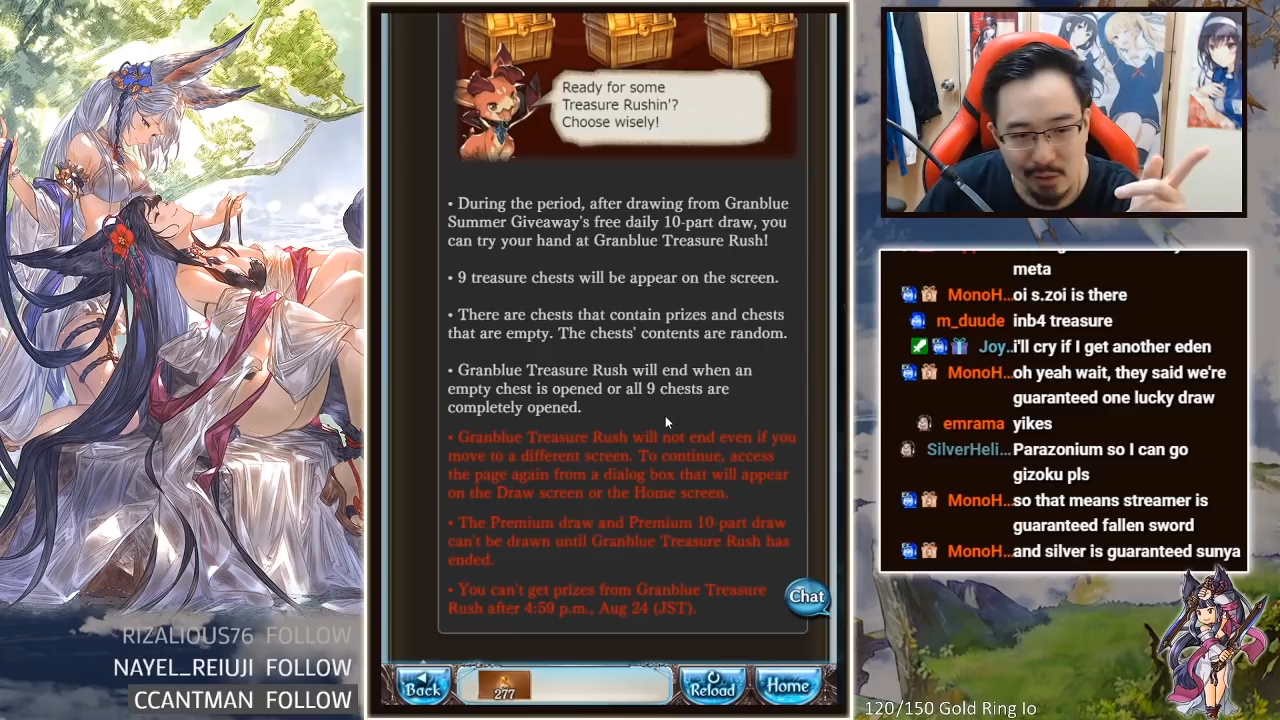 Ready for some
Treasure Rushin'?
Choose wisely!
• During the period, after drawing from Granblue
Summer Giveaway's free daily 10-part draw, you
can try your hand at Granblue Treasure Rush!
• 9 treasure chests will be appear on the screen.
• There are chests that contain prizes and chests
that are empty. The chests' contents are random.
• Granblue Treasure Rush will end when an
empty chest is opened or all 9 chests are
completely opened.
• Granblue Treasure Rush will not end even if you
move to a different screen. To continue, access
the page again from a dialog box that will appear
on the Draw screen or the Home screen.
• The Premium draw and Premium 10-part draw
can't be drawn until Granblue Treasure Rush has
ended.
• You can't get prizes from Granblue Treasure
Rush after 4:59 p.m., Aug 24 (JST).
Chat
Back
277
Reload
Home
RIZALIOUS76 FOLLOW
NAYEL_REIUJI FOLLOW
CCANTMAN FOLLOW
meta
MonoH...oi s.zoi is there
m_duude inb4 treasure
Joy..i'll cry if I get another eden
MonoH...oh yeah wait, they said we're
guaranteed one lucky draw
emrama yikes
SilverHeli...Parazonium so I can go
gizoku pls
MonoH...so that means streamer is
guaranteed fallen sword
MonoH...and silver is guaranteed sunya
120/150 Gold Ring Io